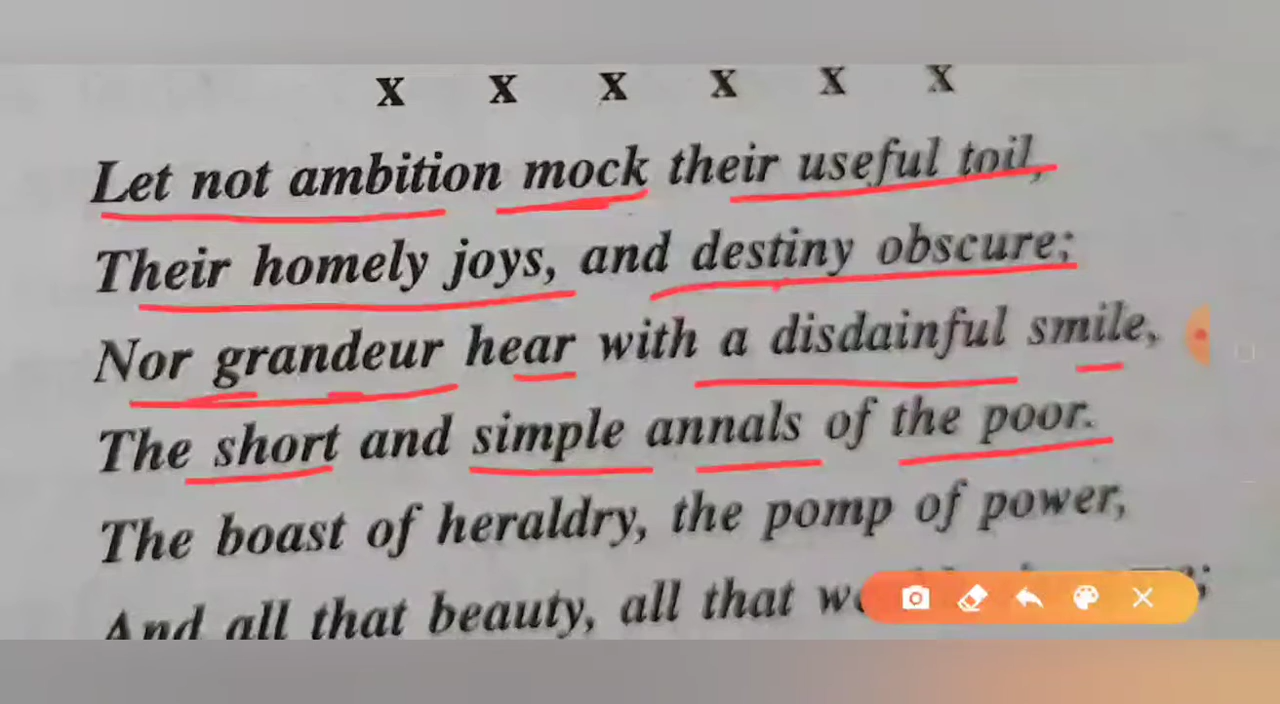 x x x x x x
Let not ambition mock their useful toil,
Their homely joys, and destiny obscure;
Nor grandeur hear with a disdainful smile,
The short and simple annals of the poor.
The boast of heraldry, the pomp of power,
And all that beauty, all that